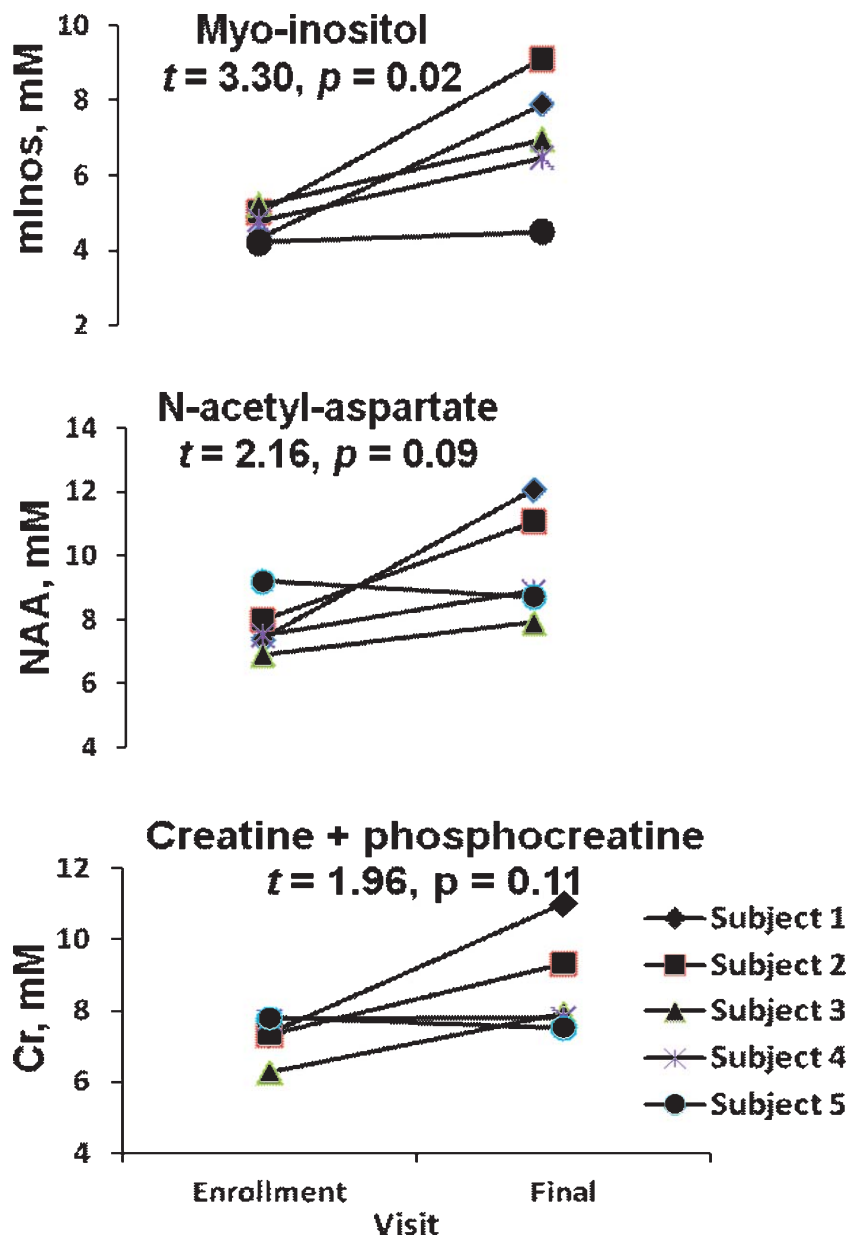 Myo-inositol
t = 3.30, p = 0.02
mInos, mM
10
8
6
4
2
N-acetyl-aspartate
t = 2.16, p = 0.09
NAA, mM
14
12
10
8
6
4
Creatine + phosphocreatine
t = 1.96, p = 0.11
Cr, mM
12
10
8
6
4
Subject 1
Subject 2
Subject 3
Subject 4
Subject 5
Enrollment Final
Visit